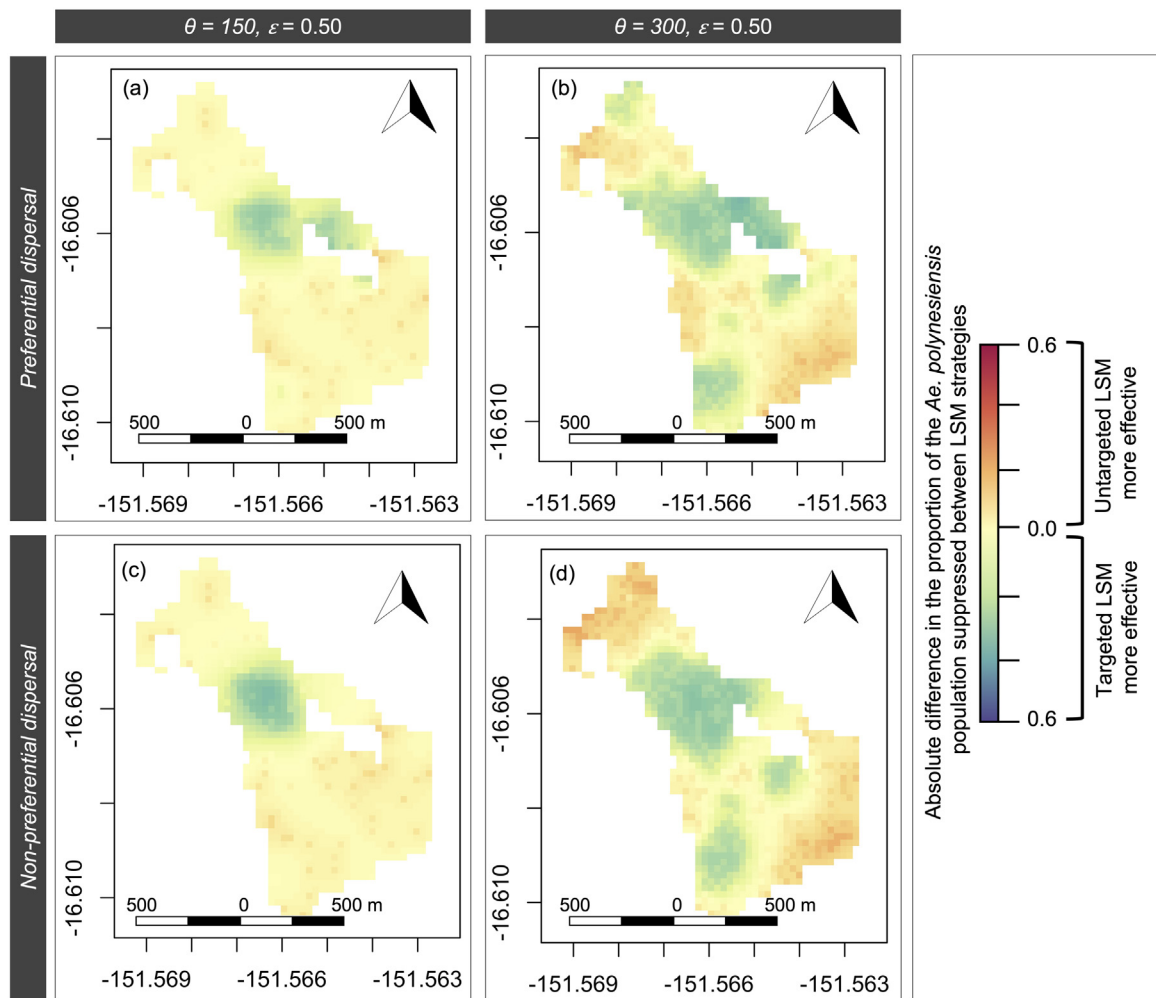 θ = 150, ε = 0.50
θ = 300, ε = 0.50
Preferential dispersal
(a)
-16.606
-16.610
500 0 500 m
-151.569 -151.566 -151.563
(b)
-16.606
-16.610
500 0 500 m
-151.569 -151.566 -151.563
Non-preferential dispersal
(c)
-16.606
-16.610
500 0 500 m
-151.569 -151.566 -151.563
(d)
-16.606
-16.610
500 0 500 m
-151.569 -151.566 -151.563
Absolute difference in the proportion of the Ae. polynesiensis
population suppressed between LSM strategies
0.6
0.0
0.6
Untargeted LSM
more effective
Targeted LSM
more effective